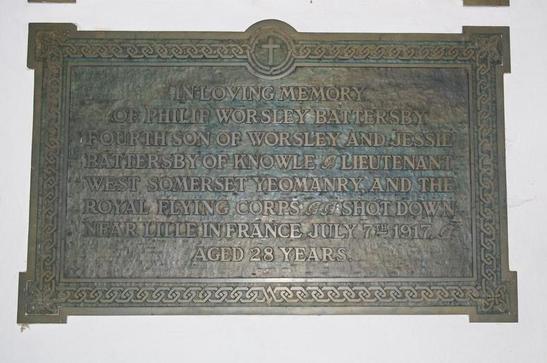 IN LOVING MEMORY
OF PHILIP WORSLEY BATTERSBY
FOURTH SON OF WORSLEY AND JESSIE
BATTERSBY OF KNOWLE LIEUTENANT
WEST SOMERSET YEOMANRY, AND THE
ROYAL FLYING CORPS. SHOT DOWN
NEAR LILLE IN FRANCE, JULY 7TH 1917.
AGED 28 YEARS.